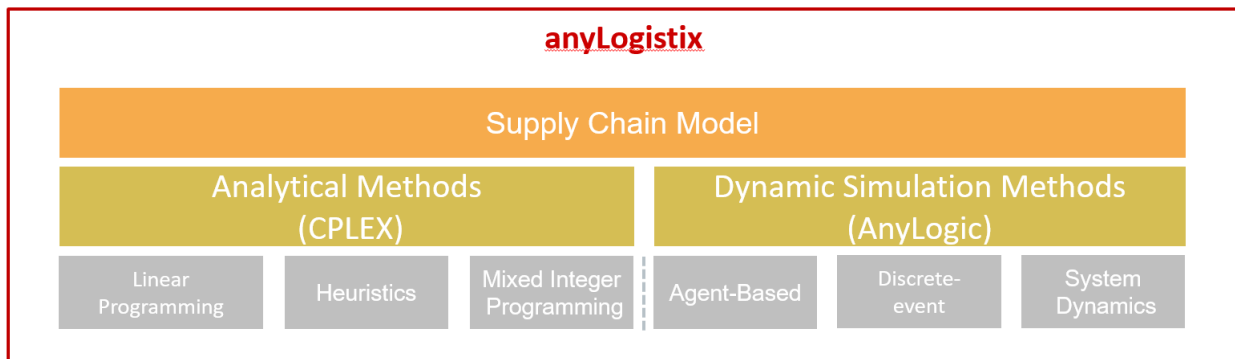 anyLogistix
Supply Chain Model
Analytical Methods
(CPLEX)
Dynamic Simulation Methods
(AnyLogic)
Linear
Programming
Heuristics
Mixed Integer
Programming
Agent-Based
Discrete-
event
System
Dynamics